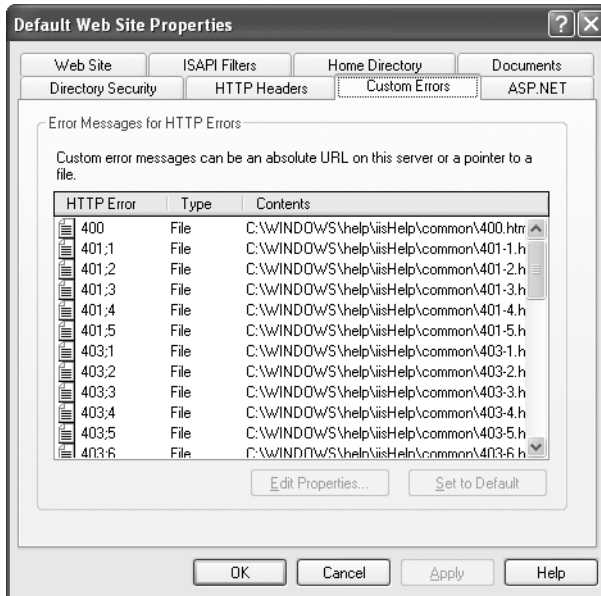 Default Web Site Properties
Web Site ISAPI Filters Home Directory Documents
Directory Security HTTP Headers Custom Errors ASP.NET
Error Messages for HTTP Errors
Custom error messages can be an absolute URL on this server or a pointer to a
file.
HTTP Error Type Contents
400 File C:\WINDOWS\help\iisHelp\common\400.htm
401;1 File C:\WINDOWS\help\iisHelp\common\401-1.h
401;2 File C:\WINDOWS\help\iisHelp\common\401-2.h
401;3 File C:\WINDOWS\help\iisHelp\common\401-3.h
401;4 File C:\WINDOWS\help\iisHelp\common\401-4.h
401;5 File C:\WINDOWS\help\iisHelp\common\401-5.h
403;1 File C:\WINDOWS\help\iisHelp\common\403-1.h
403;2 File C:\WINDOWS\help\iisHelp\common\403-2.h
403;3 File C:\WINDOWS\help\iisHelp\common\403-3.h
403;4 File C:\WINDOWS\help\iisHelp\common\403-4.h
403;5 File C:\WINDOWS\help\iisHelp\common\403-5.h
403;6 File C:\WINDOWS\help\iisHelp\common\403-6.h
Edit Properties... Set to Default
OK Cancel Apply Help